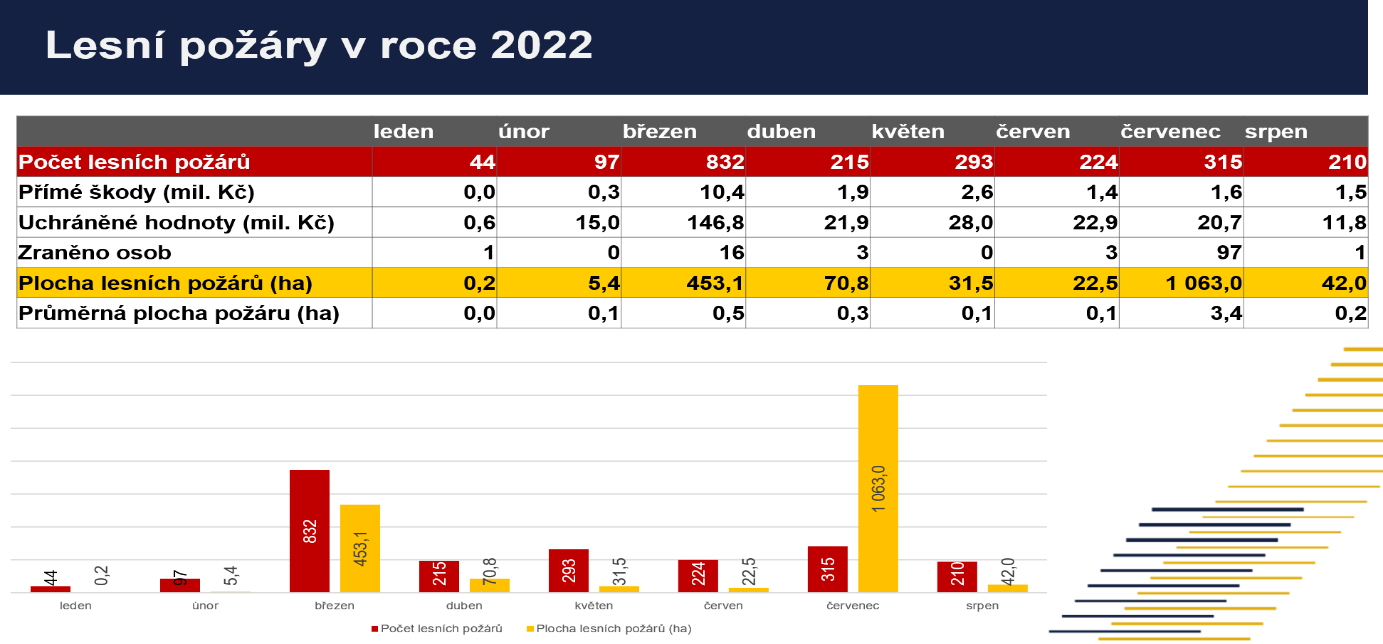 Lesní požáry v roce 2022
leden únor březen duben květen červen červenec srpen
Počet lesních požárů 44 97 832 215 293 224 315 210
Přímé škody (mil. Kč) 0,0 0,3 10,4 1,9 2,6 1,4 1,6 1,5
Uchráněné hodnoty (mil. Kč) 0,6 15,0 146,8 21,9 28,0 22,9 20,7 11,8
Zraněno osob 1 0 16 3 0 3 97 1
Plocha lesních požárů (ha) 0,2 5,4 453,1 70,8 31,5 22,5 1 063,0 42,0
Průměrná plocha požáru (ha) 0,0 0,1 0,5 0,3 0,1 0,1 3,4 0,2
44 0,2 97 5,4 832 453,1 215 70,8 293 31,5 224 22,5 315 1 063,0 210 42,0
leden únor březen duben květen červen červenec srpen
Počet lesních požárů Plocha lesních požárů (ha)